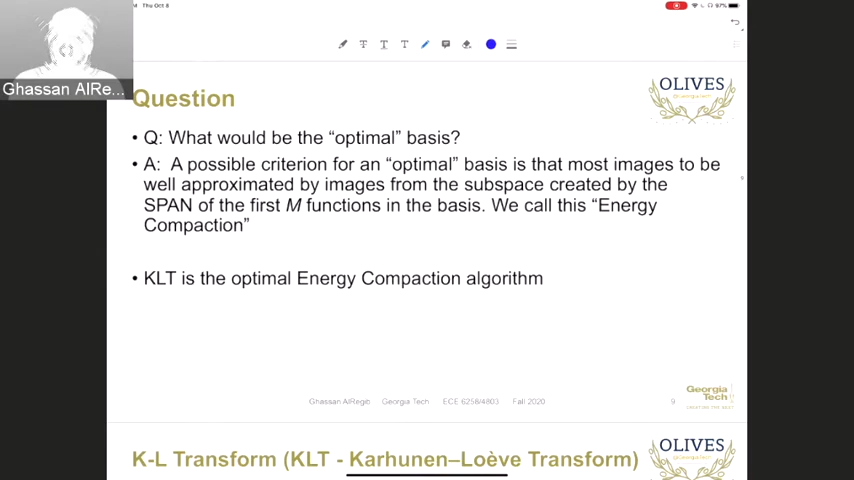 Thu Oct 8
97%
Ghassan AlRe...
Question
OLIVES
• Q: What would be the “optimal” basis?
• A: A possible criterion for an “optimal” basis is that most images to be
well approximated by images from the subspace created by the
SPAN of the first M functions in the basis. We call this “Energy
Compaction”
• KLT is the optimal Energy Compaction algorithm
Ghassan AlRegib Georgia Tech ECE 6258/4803 Fall 2020
9
Georgia
Tech
K-L Transform (KLT - Karhunen–Loève Transform)
OLIVES